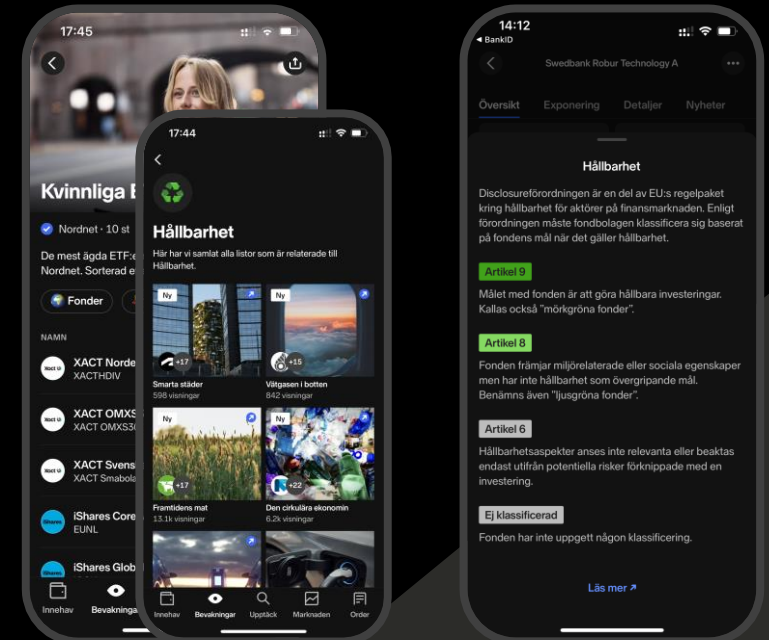 17:45
Kvinnliga
Nordnet · 10 st
De mest ägda
Nordnet. Sorterad
Fonder
NAMN
XACT
XACTHDIV
XACT
XACT
XACT Smabola
iShares Core
EUNL
iShares
Innehav
17:44
Hållbarhet
Här har vi samlat alla listor som är relaterade till
Hållbarhet.
Ny
Ny
+17
+15
Smarta städer
Vätgasen i botten
598 visningar
842 visningar
Ny
Ny
+17
+22
Framtidens mat
Den cirkulära ekonomin
13.1k visningar
6.2k visningar
Innehav
Bevakningar
Upptäck
Marknaden
Order
14:12
BankID
Swedbank Robur Technology A
Översikt
Exponering
Detaljer
Nyheter
Hållbarhet
Disclosureförordningen är en del av EU:s regelpaket
kring hållbarhet för aktörer på finansmarknaden. Enligt
förordningen måste fondbolagen klassificera sig baserat
på fondens mål när det gäller hållbarhet.
Artikel 9
Målet med fonden är att göra hållbara investeringar.
Kallas också "mörkgröna fonder".
Artikel 8
Fonden främjar miljörelaterade eller sociala egenskaper
men har inte hållbarhet som övergripande mål.
Benämns även "ljusgröna fonder".
Artikel 6
Hållbarhetsaspekter anses inte relevanta eller beaktas
endast utifrån potentiella risker förknippade med en
investering.
Ej klassificerad
Fonden har inte uppgett någon klassificering.
Läs mer ↗